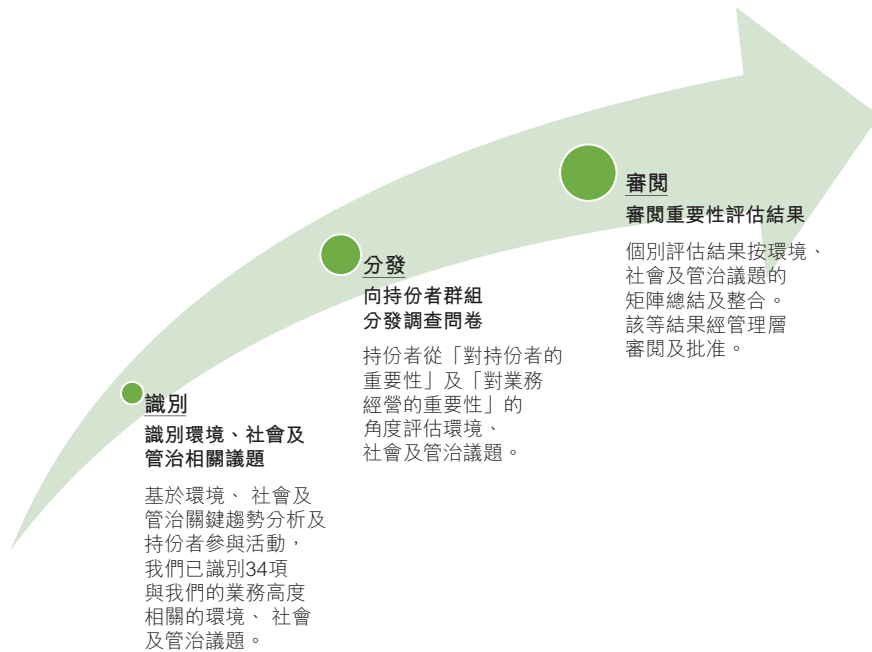 識別
識別環境、社會及
管治相關議題
基於環境、 社會及
管治關鍵趨勢分析及
持份者參與活動，
我們已識別34項
與我們的業務高度
相關的環境、 社會
及管治議題。
分發
向持份者群組
分發調查問卷
持份者從「對持份者的
重要性」及「對業務
經營的重要性」的
角度評估環境、
社會及管治議題。
審閱
審閱重要性評估結果
個別評估結果按環境、
社會及管治議題的
矩陣總結及整合。
該等結果經管理層
審閱及批准。